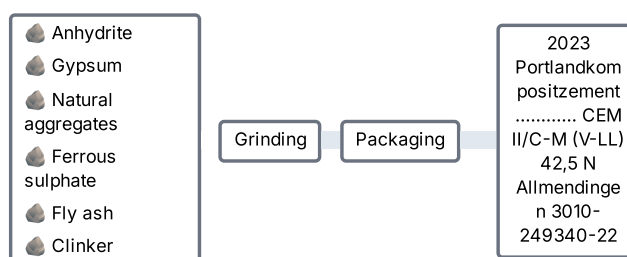 Anhydrite
Gypsum
Natural
aggregates
Ferrous
sulphate
Fly ash
Clinker
Grinding
Packaging
2023
Portlandkom
positzement
............ CEM
II/C-M (V-LL)
42,5 N
Allmendinge
n 3010-
249340-22